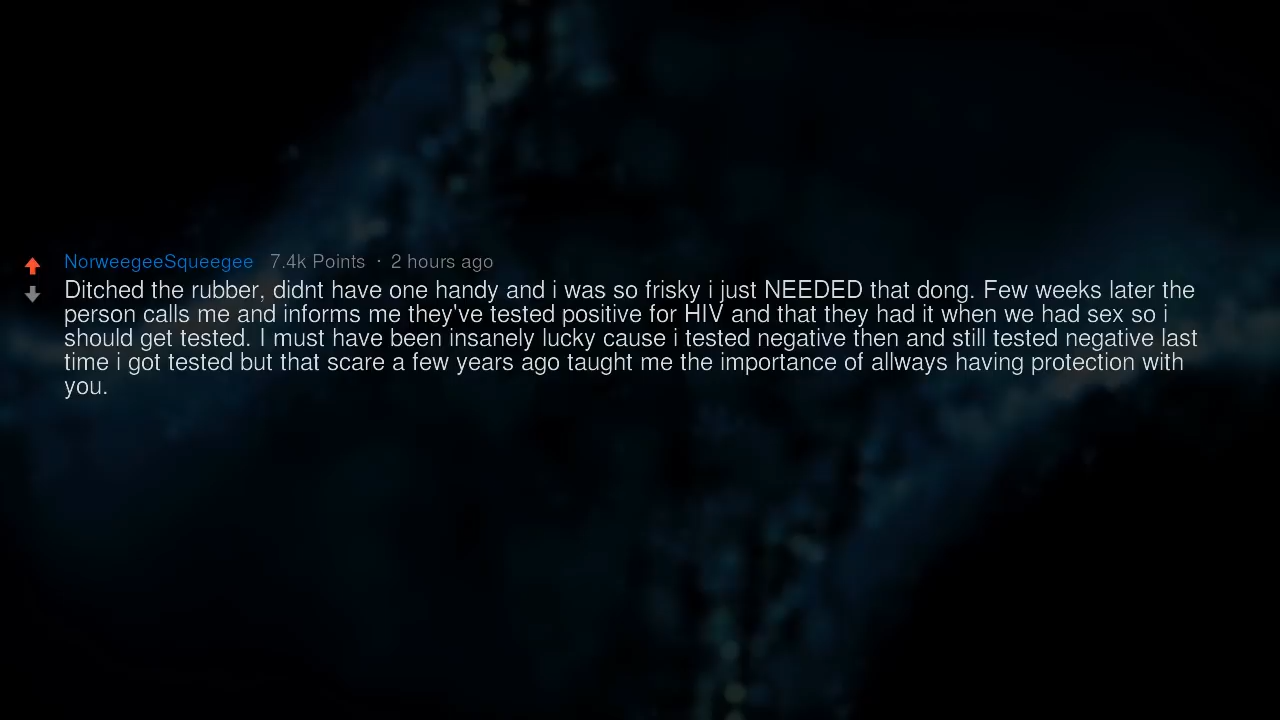 NorweegeeSqueegee 7.4k Points · 2 hours ago
Ditched the rubber, didnt have one handy and i was so frisky i just NEEDED that dong. Few weeks later the
person calls me and informs me they've tested positive for HIV and that they had it when we had sex so i
should get tested. I must have been insanely lucky cause i tested negative then and still tested negative last
time i got tested but that scare a few years ago taught me the importance of allways having protection with
you.